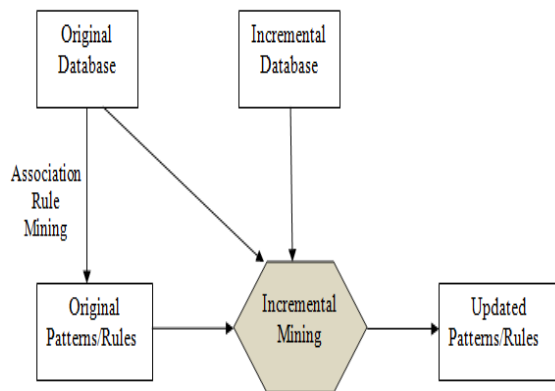 Original
Database
Incremental
Database
Association
Rule
Mining
Original
Patterns/Rules
Incremental
Mining
Updated
Patterns/Rules